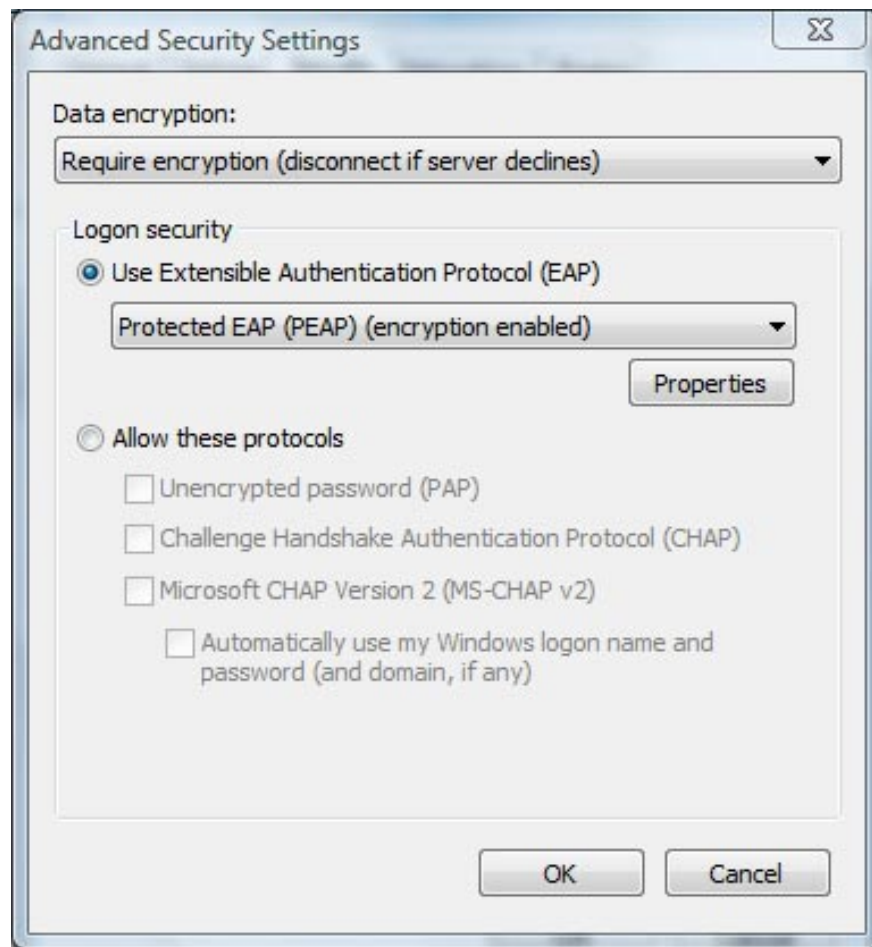 Advanced Security Settings
Data encryption:
Require encryption (disconnect if server declines)
Logon security
Use Extensible Authentication Protocol (EAP)
Protected EAP (PEAP) (encryption enabled)
Properties
Allow these protocols
Unencrypted password (PAP)
Challenge Handshake Authentication Protocol (CHAP)
Microsoft CHAP Version 2 (MS-CHAP v2)
Automatically use my Windows logon name and
password (and domain, if any)
OK
Cancel